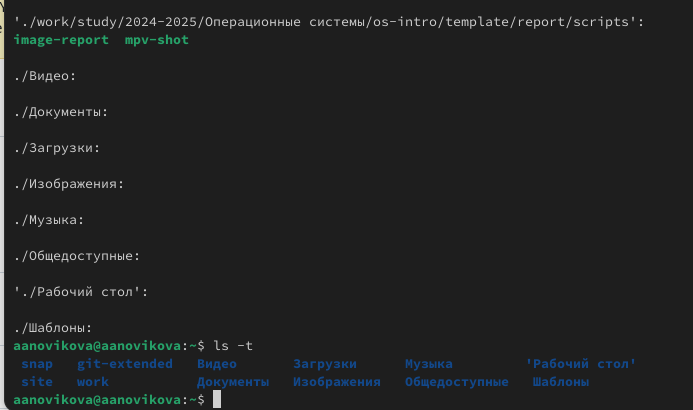 './work/study/2024-2025/Операционные системы/os-intro/template/report/scripts':
image-report  mpv-shot
./Видео:
./Документы:
./Загрузки:
./Изображения:
./Музыка:
./Общедоступные:
'./Рабочий стол':
./Шаблоны:
aanovikova@aanovikova:~$ ls -t
snap  git-extended  Видео  Загрузки  Музыка  'Рабочий стол'
site  work  Документы  Изображения  Общедоступные  Шаблоны
aanovikova@aanovikova:~$